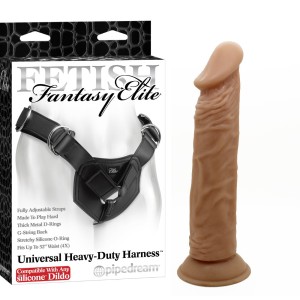 FETISH
Fantasy Elite
Fully Adjustable Straps
Made To Play Hard
Thick Metal D-Rings
G-String Back
Stretchy Silicone O-Ring
Fits Up To 52" Waist (4X)
Universal Heavy-Duty Harness
Compatible With Any
silicone Dildo
pipedream